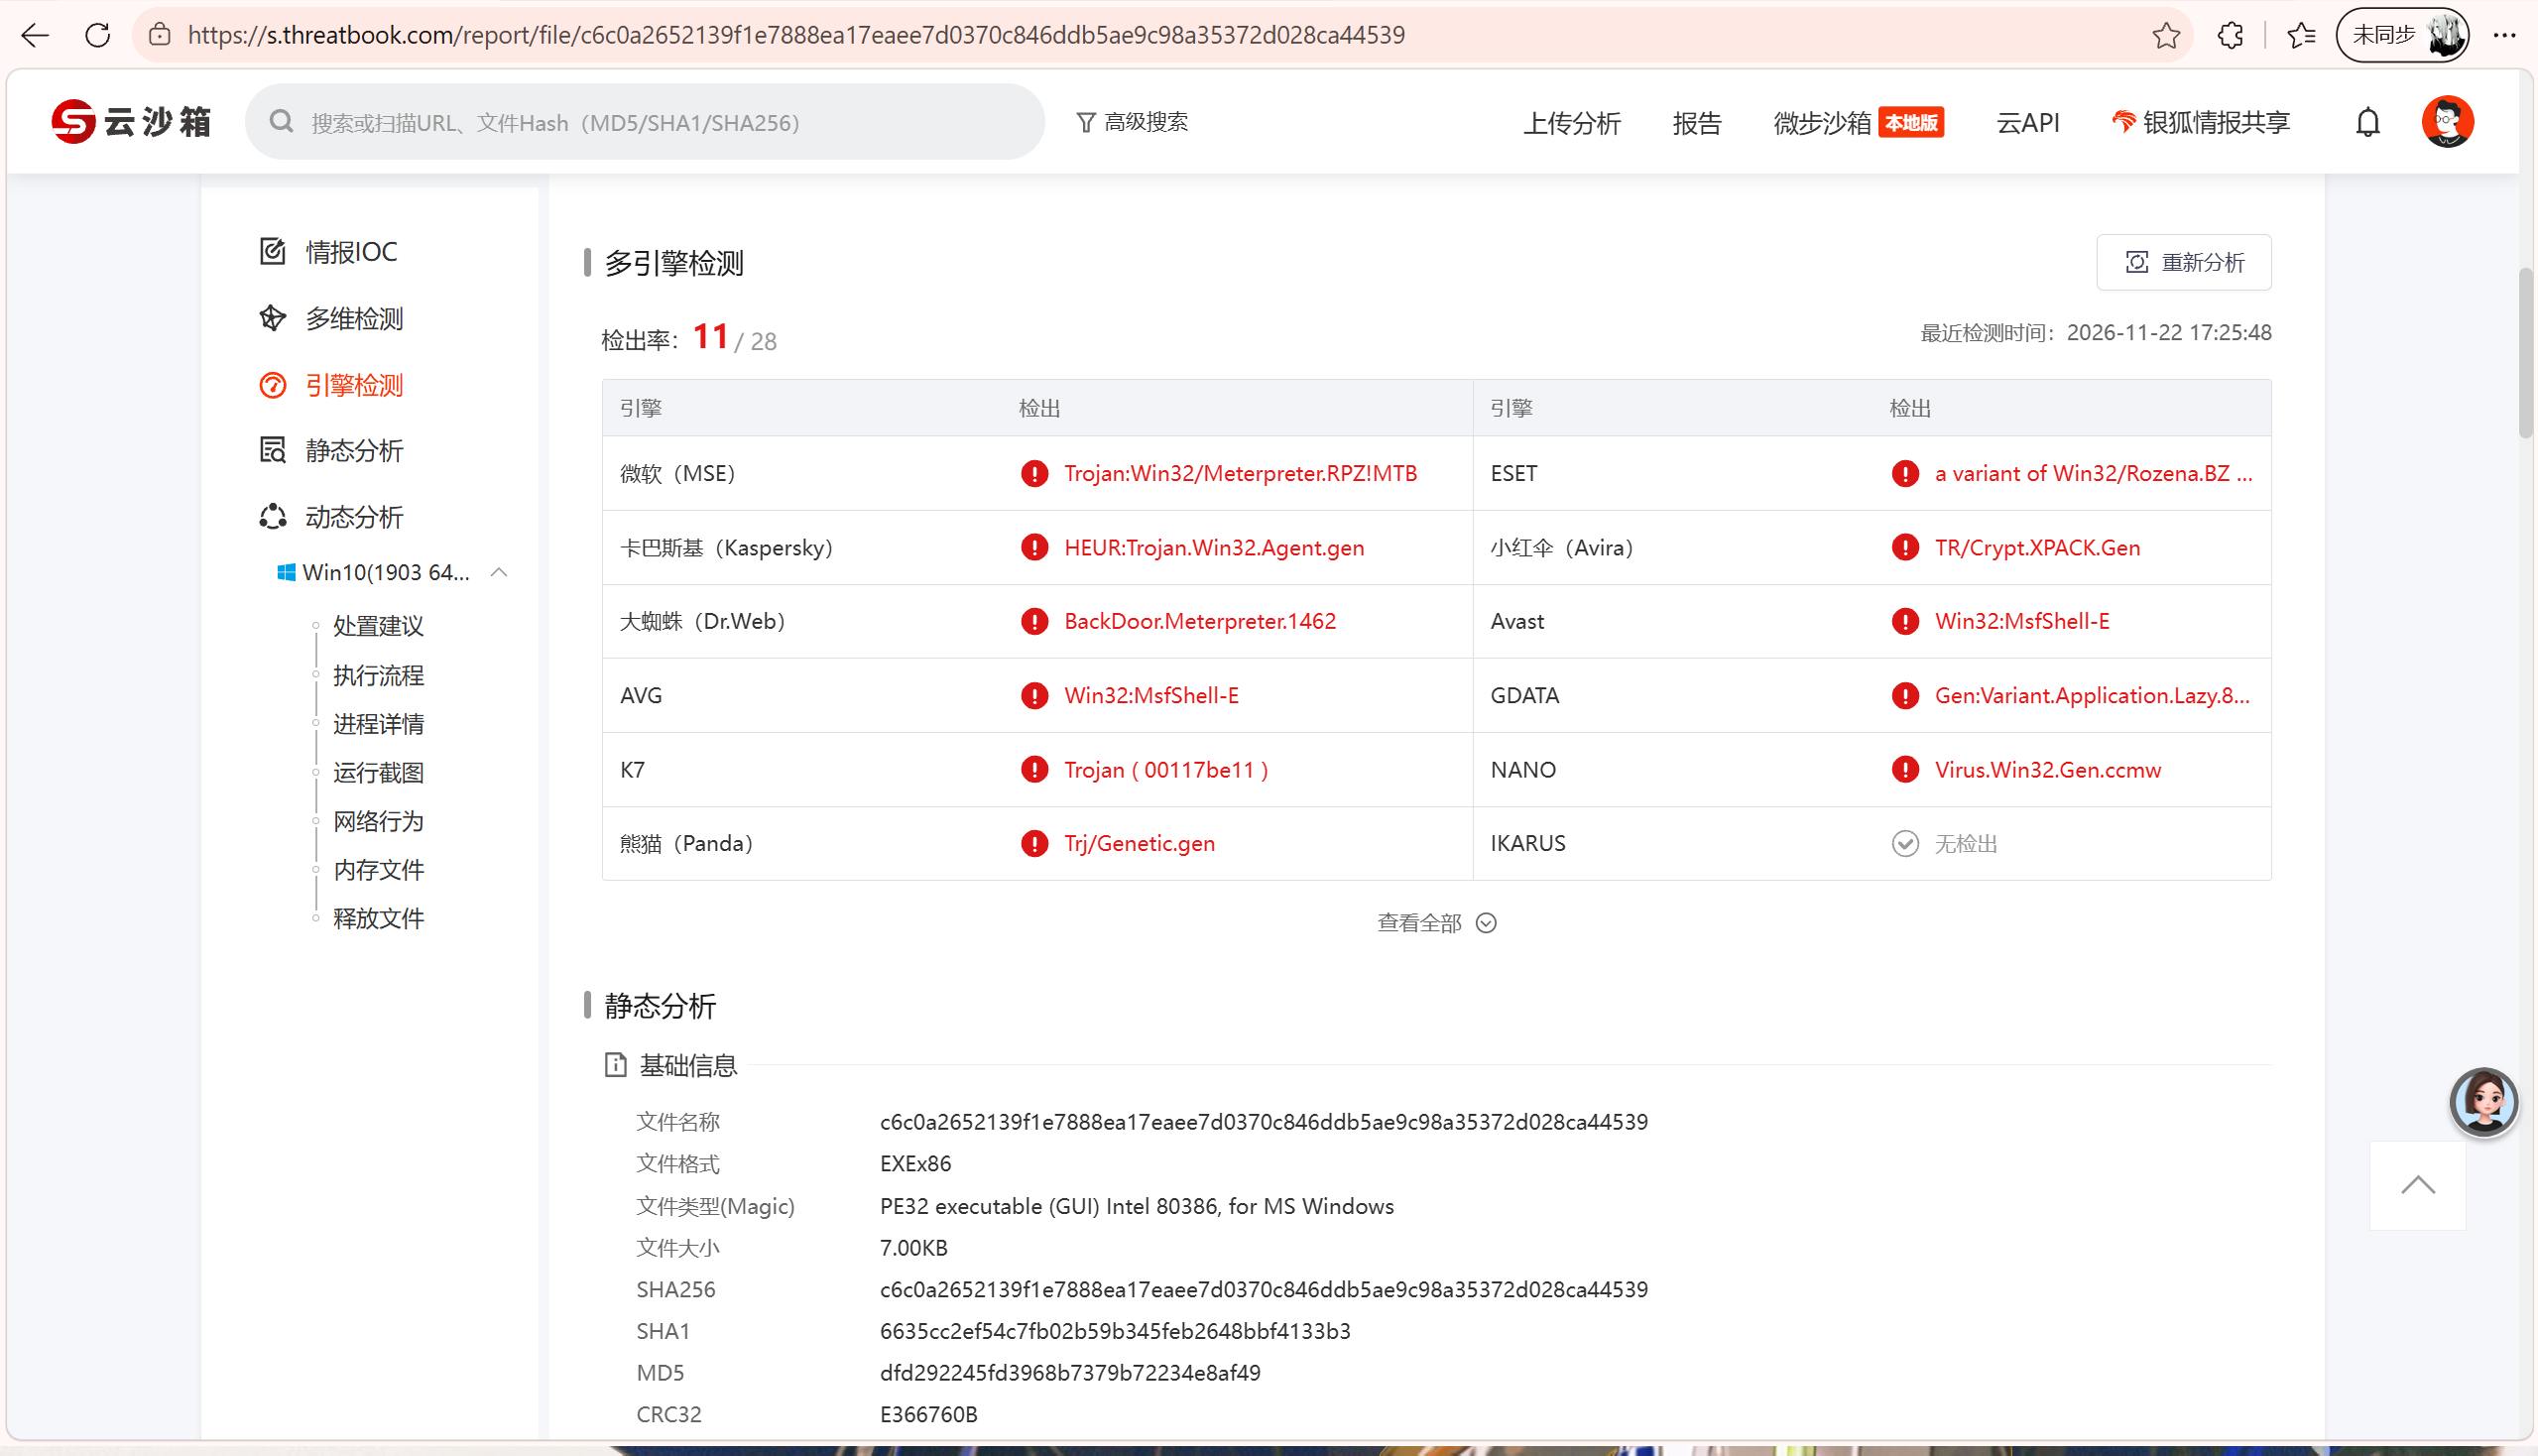 https://s.threatbook.com/report/file/c6c0a2652139f1e7888ea17eaee7d0370c846ddb5ae9c98a35372d028ca44539
未同步
云沙箱
搜索或扫描URL、文件Hash（MD5/SHA1/SHA256）
高级搜索
上传分析
报告
微步沙箱 本地版
云API
银狐情报共享
情报IOC
多维检测
引擎检测
静态分析
动态分析
Win10(1903 64...
处置建议
执行流程
进程详情
运行截图
网络行为
内存文件
释放文件
多引擎检测
重新分析
检出率： 11 / 28
最近检测时间：2026-11-22 17:25:48
引擎 检出 引擎 检出
微软（MSE） Trojan:Win32/Meterpreter.RPZ!MTB ESET a variant of Win32/Rozena.BZ ...
卡巴斯基（Kaspersky） HEUR:Trojan.Win32.Agent.gen 小红伞（Avira） TR/Crypt.XPACK.Gen
大蜘蛛（Dr.Web） BackDoor.Meterpreter.1462 Avast Win32:MsfShell-E
AVG Win32:MsfShell-E GDATA Gen:Variant.Application.Lazy.8...
K7 Trojan ( 00117be11 ) NANO Virus.Win32.Gen.ccmw
熊猫（Panda） Trj/Genetic.gen IKARUS 无检出
查看全部
静态分析
基础信息
文件名称 c6c0a2652139f1e7888ea17eaee7d0370c846ddb5ae9c98a35372d028ca44539
文件格式 EXEx86
文件类型(Magic) PE32 executable (GUI) Intel 80386, for MS Windows
文件大小 7.00KB
SHA256 c6c0a2652139f1e7888ea17eaee7d0370c846ddb5ae9c98a35372d028ca44539
SHA1 6635cc2ef54c7fb02b59b345feb2648bbf4133b3
MD5 dfd292245fd3968b7379b72234e8af49
CRC32 E366760B